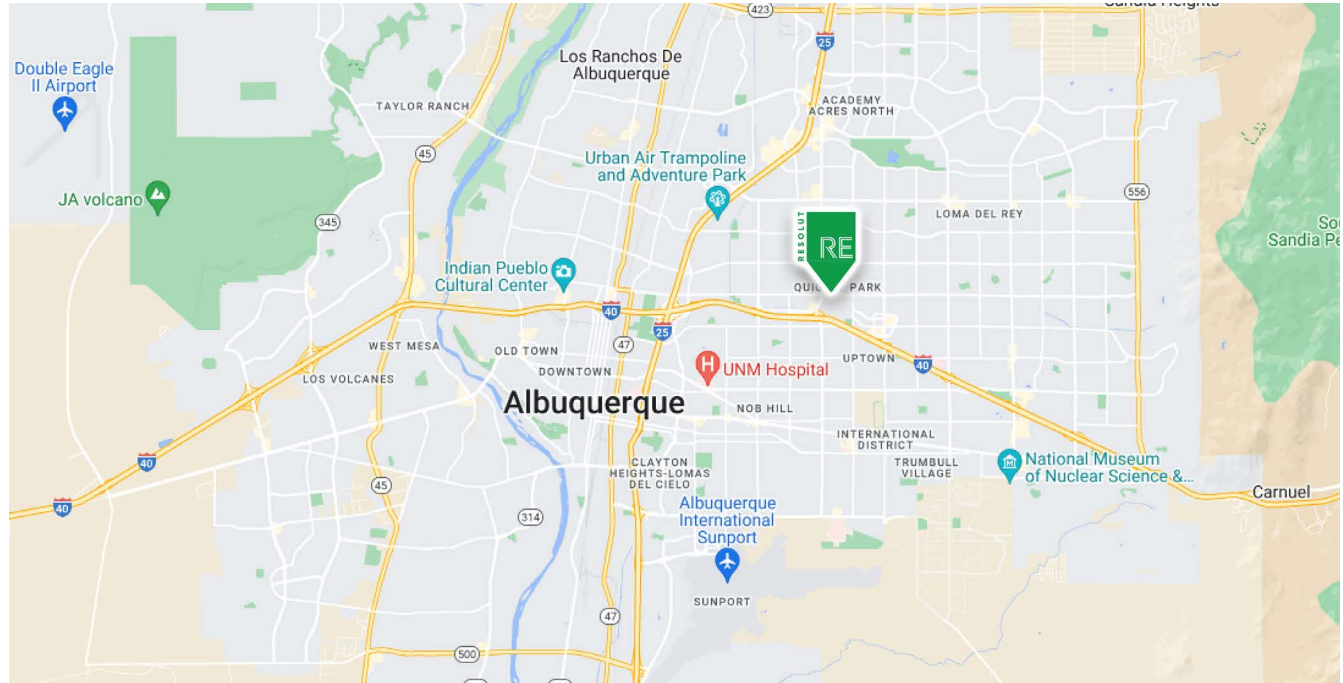 423
Sandia Heights
25
Los Ranchos De
Albuquerque
Double Eagle
II Airport
TAYLOR RANCH
ACADEMY
ACRES NORTH
45
Urban Air Trampoline
and Adventure Park
JA volcano
345
556
LOMA DEL REY
RESOLUT
RE
Sandia Pe
Indian Pueblo
Cultural Center
PARK
40
25
47
WEST MESA
OLD TOWN
DOWNTOWN
UNM Hospital
UPTOWN
40
LOS VOLCANES
Albuquerque
NOB HILL
INTERNATIONAL
DISTRICT
TRUMBULL
VILLAGE
National Museum
of Nuclear Science &...
CLAYTON
HEIGHTS-LOMAS
DEL CIELO
40
45
40
314
Carnuel
Albuquerque
International
Sunport
SUNPORT
47
500